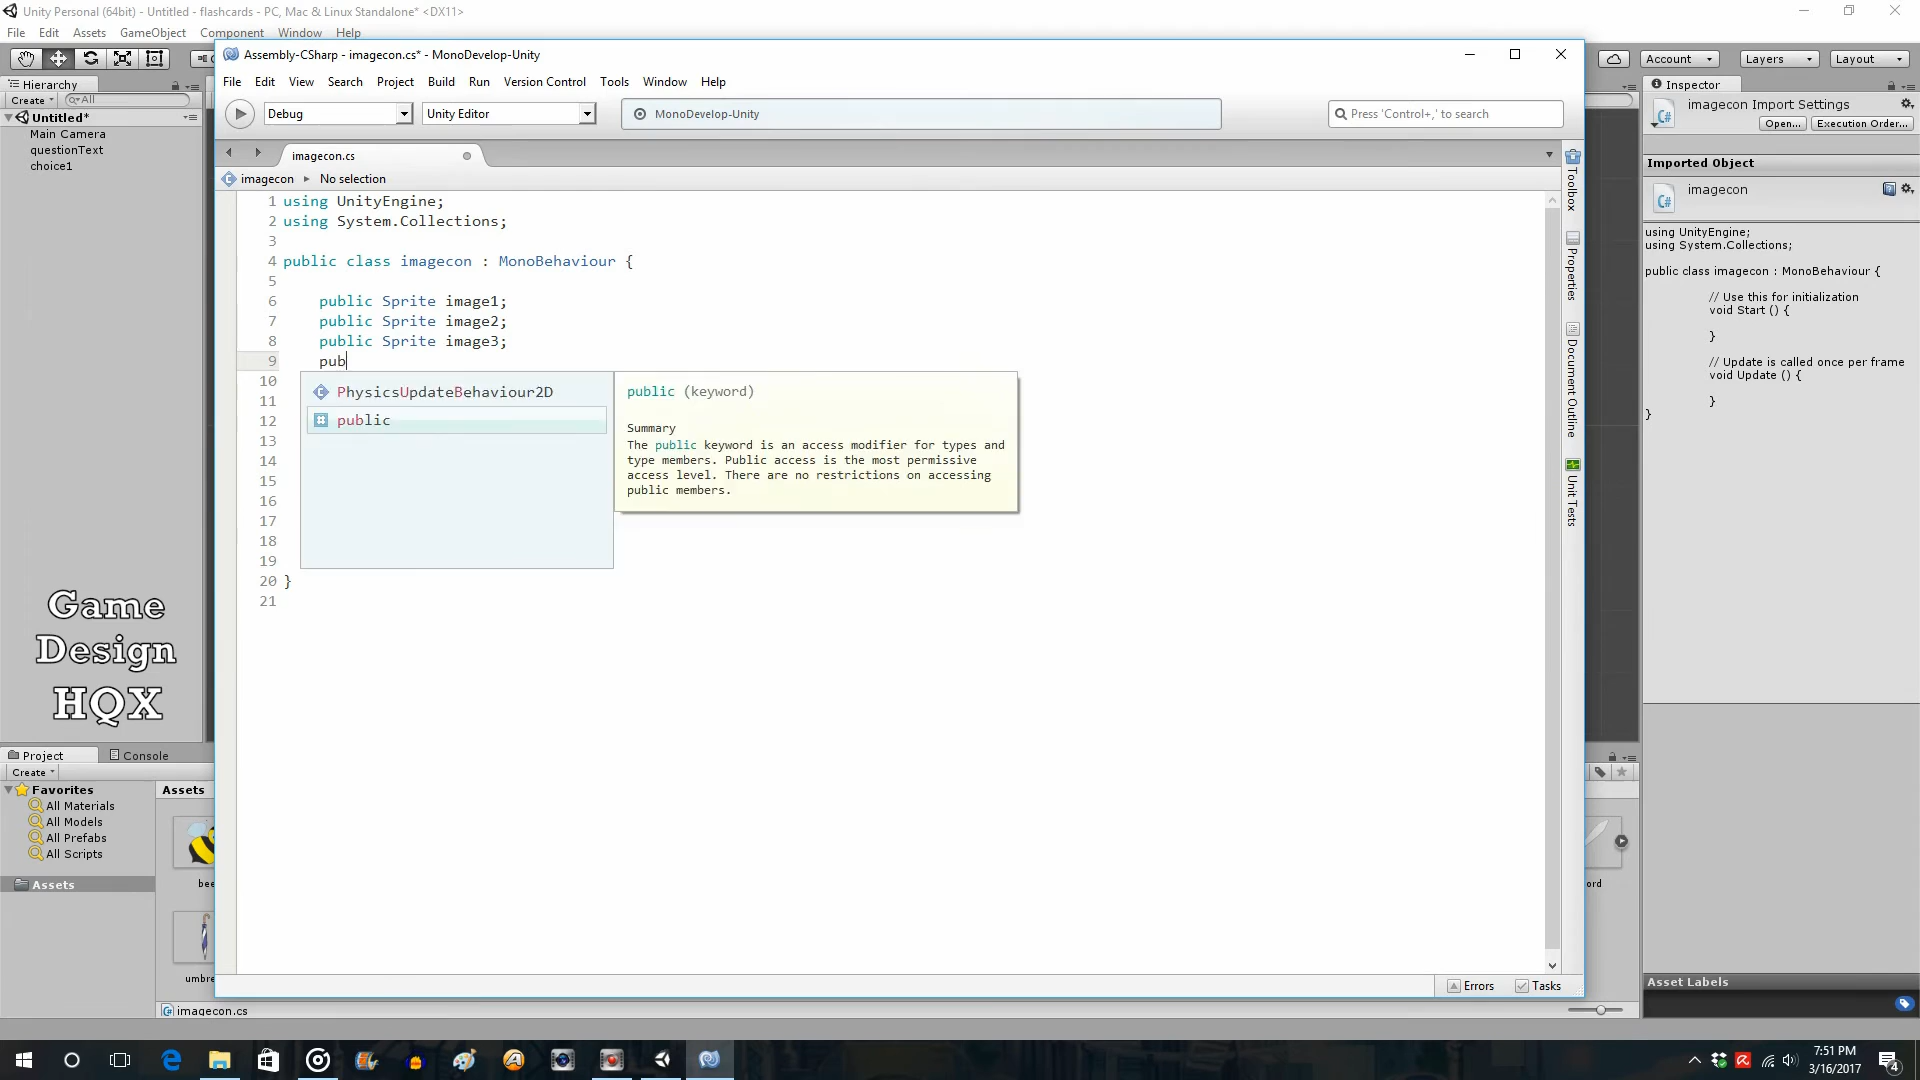 Unity Personal (64bit) - Untitled - flashcards - PC, Mac & Linux Standalone* <DX11>
File Edit Assets GameObject Component Window Help
Account Layers Layout
Hierarchy
Create All
Untitled*
Main Camera
questionText
choice1
Assembly-CSharp - imagecon.cs* - MonoDevelop-Unity
File Edit View Search Project Build Run Version Control Tools Window Help
Debug Unity Editor MonoDevelop-Unity Press 'Control+,' to search
imagecon.cs
imagecon No selection
1 using UnityEngine;
2 using System.Collections;
3
4 public class imagecon : MonoBehaviour {
5
6 public Sprite image1;
7 public Sprite image2;
8 public Sprite image3;
9 pub
10
11
12
13
14
15
16
17
18
19
20 }
21
PhysicsUpdateBehaviour2D
public
public (keyword)
Summary
The public keyword is an access modifier for types and
type members. Public access is the most permissive
access level. There are no restrictions on accessing
public members.
Toolbox
Properties
Document Outline
Unit Tests
Errors Tasks
Inspector
imagecon Import Settings
Open... Execution Order...
Imported Object
imagecon
using UnityEngine;
using System.Collections;
public class imagecon : MonoBehaviour {
// Use this for initialization
void Start () {
}
// Update is called once per frame
void Update () {
}
}
Asset Labels
Game
Design
HQX
Project Console
Create
Favorites
All Materials
All Models
All Prefabs
All Scripts
Assets
Assets
bee
umbre
ord
imagecon.cs
7:51 PM
3/16/2017
4